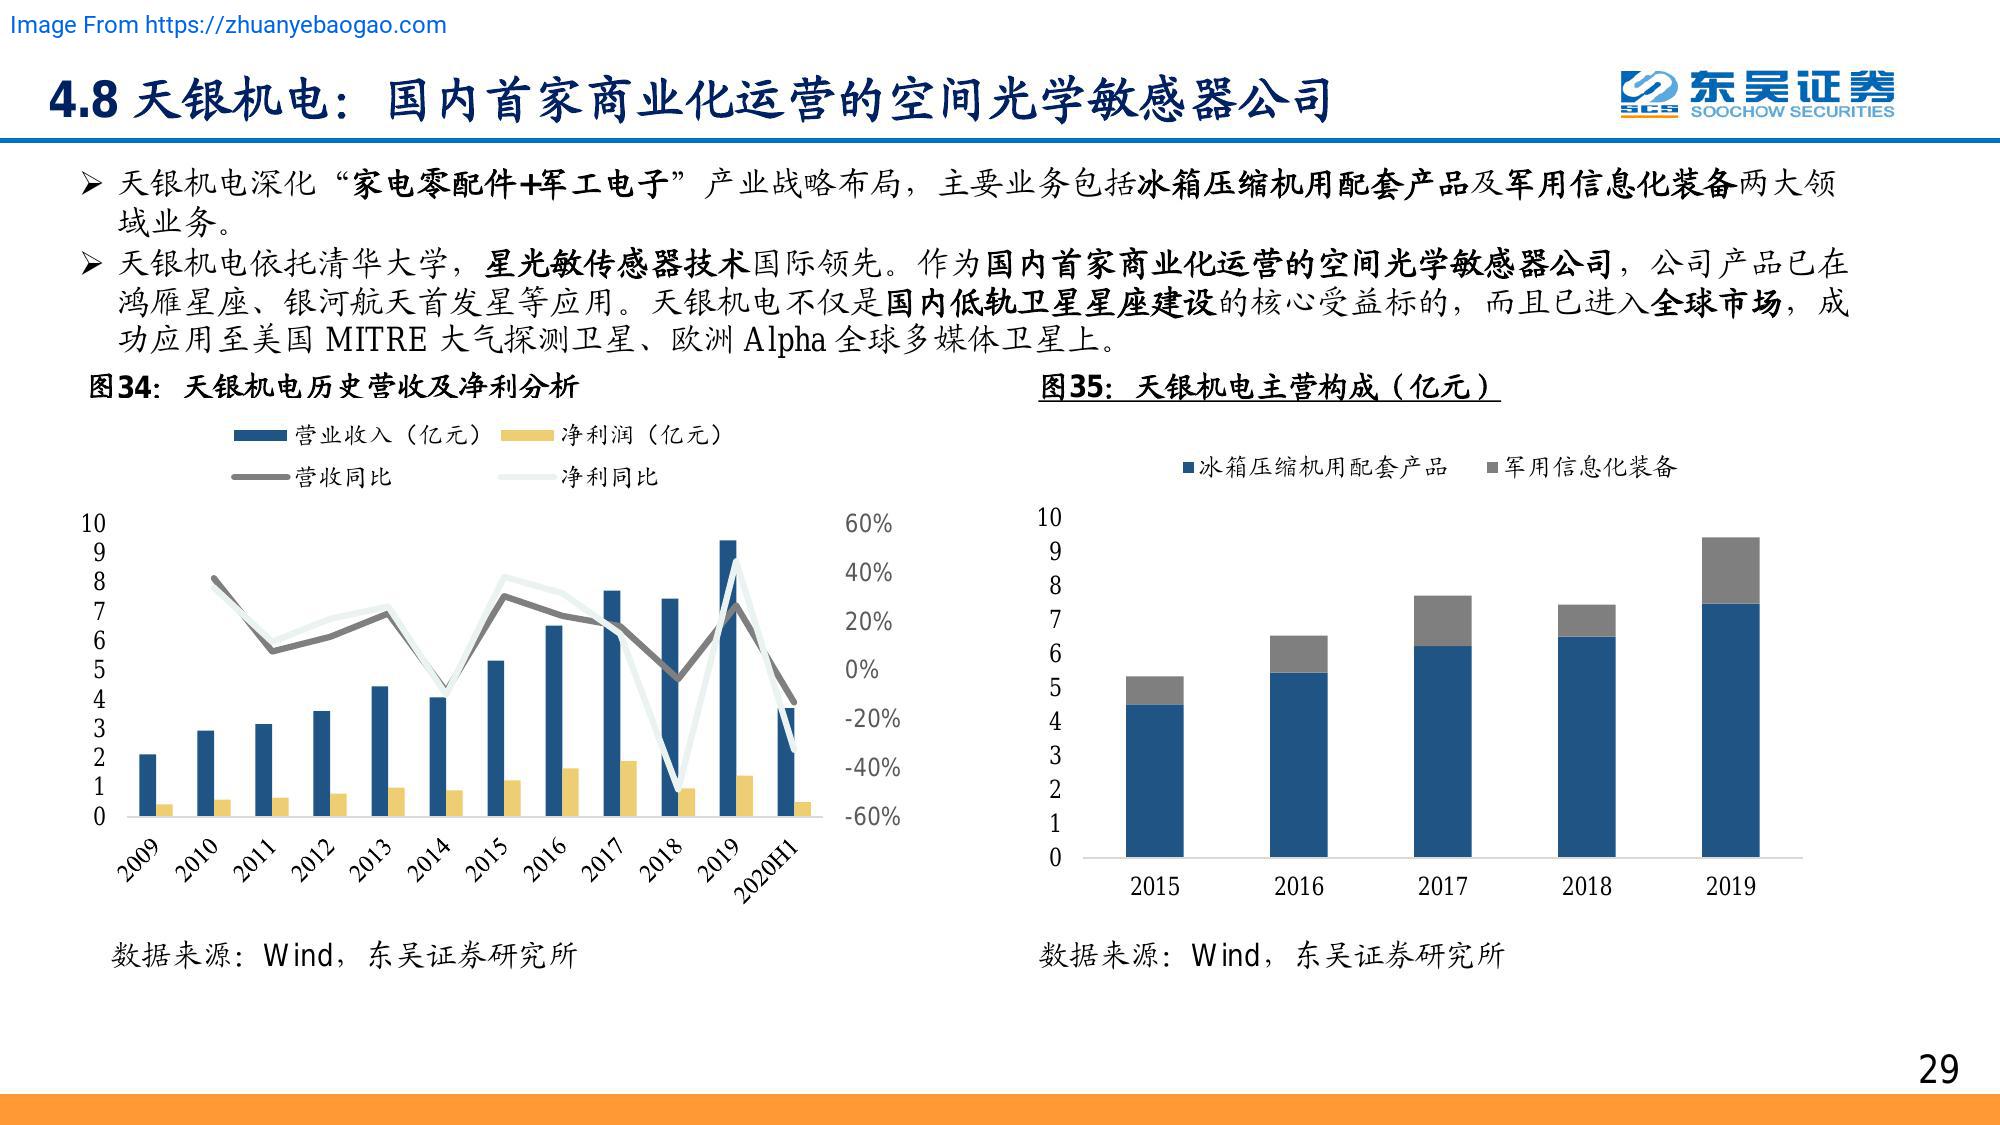 Image From https://zhuanyebaogao.com
4.8 天银机电：国内首家商业化运营的空间光学敏感器公司
东吴证券
SCS
SOOCHOW SECURITIES
➢ 天银机电深化“家电零配件+军工电子”产业战略布局，主要业务包括冰箱压缩机用配套产品及军用信息化装备两大领
域业务。
➢ 天银机电依托清华大学，星光敏传感器技术国际领先。作为国内首家商业化运营的空间光学敏感器公司，公司产品已在
鸿雁星座、银河航天首发星等应用。天银机电不仅是国内低轨卫星星座建设的核心受益标的，而且已进入全球市场，成
功应用至美国 MITRE 大气探测卫星、欧洲 Alpha 全球多媒体卫星上。
图34：天银机电历史营收及净利分析
营业收入（亿元） 净利润（亿元）
营收同比 净利同比
10 60%
9
8 40%
7
6 20%
5 0%
4
3 -20%
2 -40%
1
0 -60%
2009 2010 2011 2012 2013 2014 2015 2016 2017 2018 2019 2020H1
数据来源：Wind，东吴证券研究所
图35：天银机电主营构成（亿元）
冰箱压缩机用配套产品 军用信息化装备
10
9
8
7
6
5
4
3
2
1
0
2015 2016 2017 2018 2019
数据来源：Wind，东吴证券研究所
29